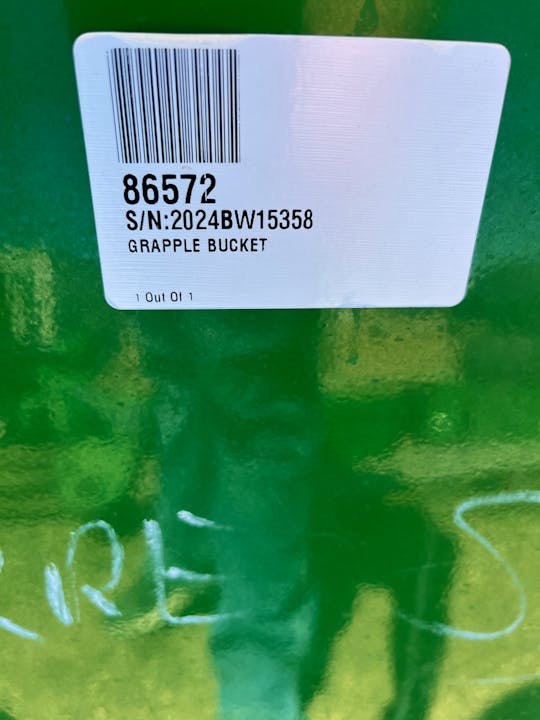 86572
S/N:2024BW15358
GRAPPLE BUCKET
1 Out Of 1